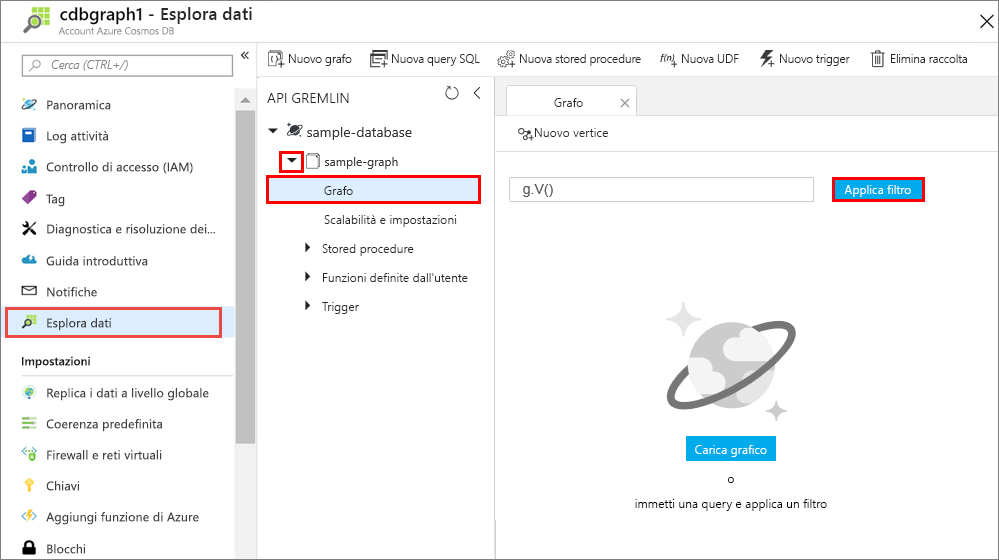 cdbgraph1 - Esplora dati
Account Azure Cosmos DB
Cerca (CTRL+/)
Panoramica
Log attività
Controllo di accesso (IAM)
Tag
Diagnostica e risoluzione dei...
Guida introduttiva
Notifiche
Esplora dati
Impostazioni
Replica i dati a livello globale
Coerenza predefinita
Firewall e reti virtuali
Chiavi
Aggiungi funzione di Azure
Blocchi
Nuovo grafo
Nuova query SQL
Nuova stored procedure
f(n) Nuova UDF
Nuovo trigger
Elimina raccolta
API GREMLIN
sample-database
sample-graph
Grafo
Scalabilità e impostazioni
Stored procedure
Funzioni definite dall'utente
Trigger
Grafo
Nuovo vertice
g.V()
Applica filtro
Carica grafico
o
immetti una query e applica un filtro